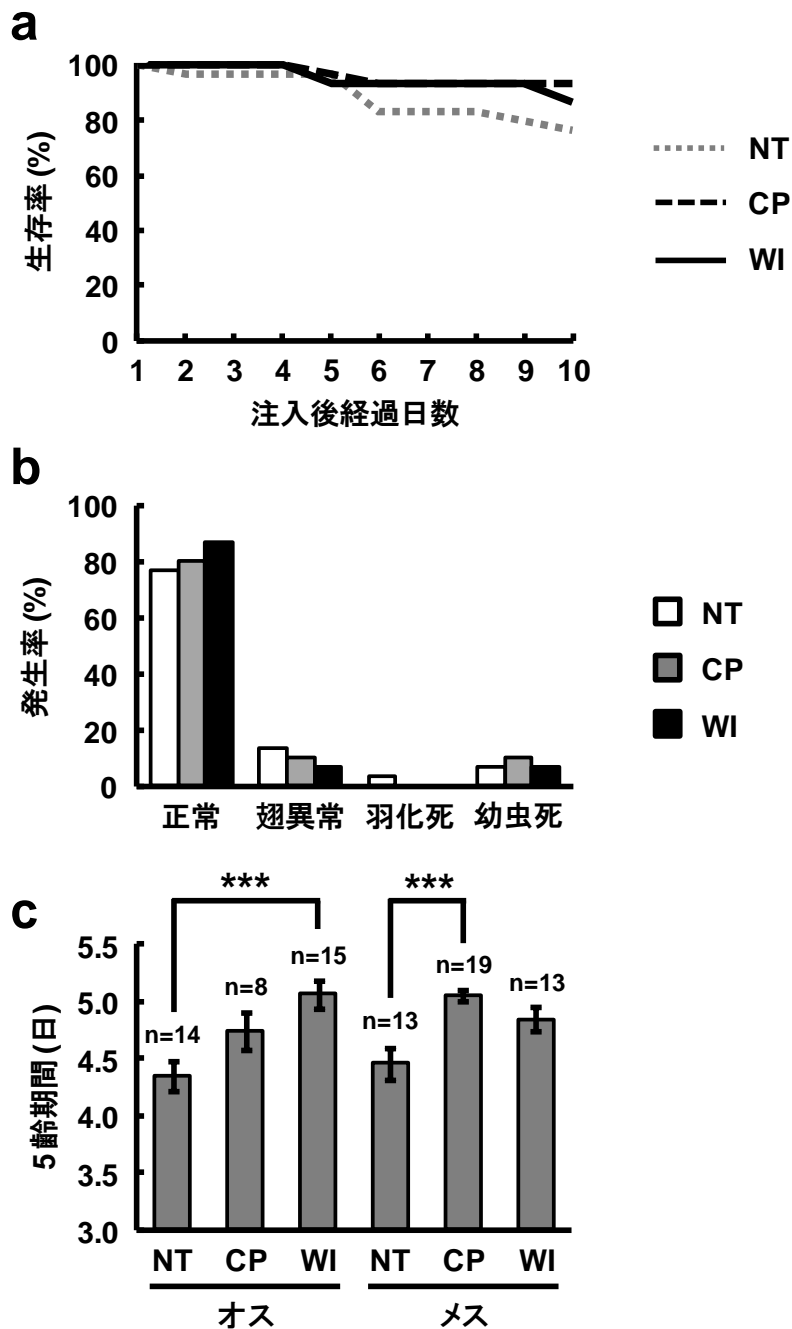 a
100
80
60
40
20
0
生存率 (%)
1 2 3 4 5 6 7 8 9 10
注入後経過日数
NT
CP
WI
b
100
80
60
40
20
0
発生率 (%)
正常 翅異常 羽化死 幼虫死
NT
CP
WI
c
*** ***
5.5
5.0
4.5
4.0
3.5
3.0
5齢期間 (日)
n=14 n=8 n=15 n=13 n=19 n=13
NT CP WI NT CP WI
オス メス